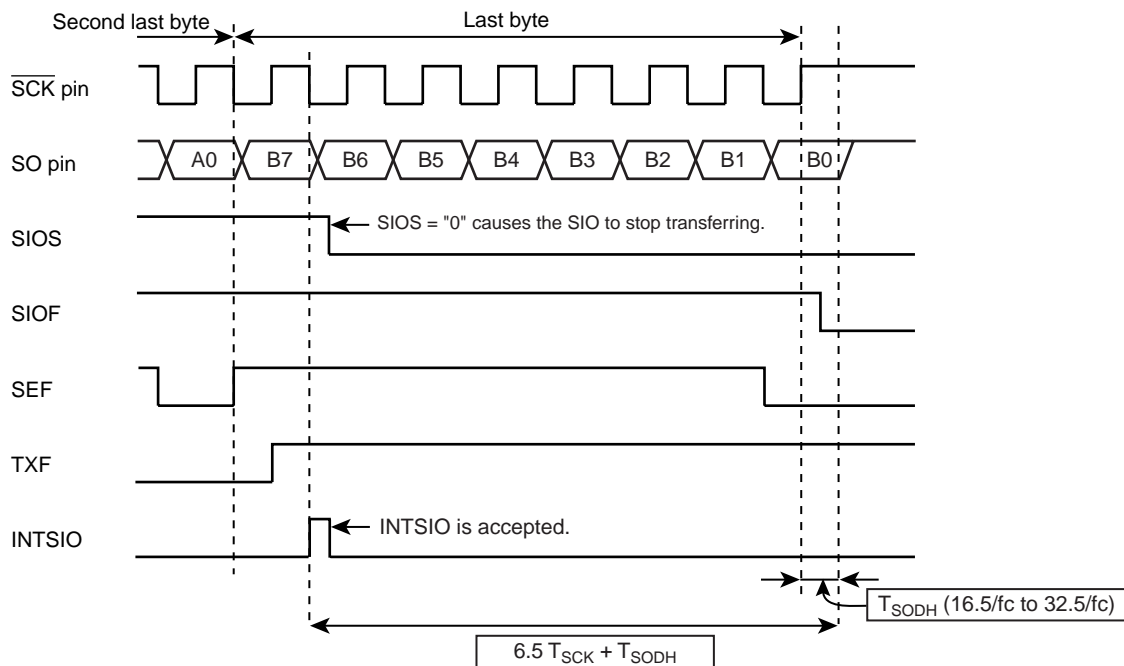 Second last byte
Last byte
SCK pin
SO pin
A0 B7 B6 B5 B4 B3 B2 B1 B0
SIOS
SIOS = "0" causes the SIO to stop transferring.
SIOF
SEF
TXF
INTSIO
INTSIO is accepted.
TSODH (16.5/fc to 32.5/fc)
6.5 TSCK + TSODH